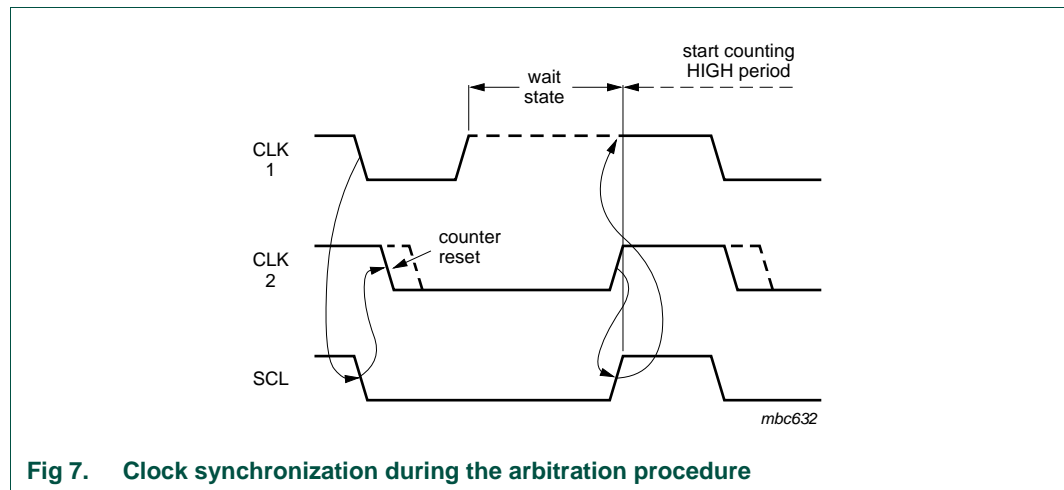 start counting
HIGH period
wait
state
CLK
1
counter
reset
CLK
2
SCL
mbc632
Fig 7. Clock synchronization during the arbitration procedure